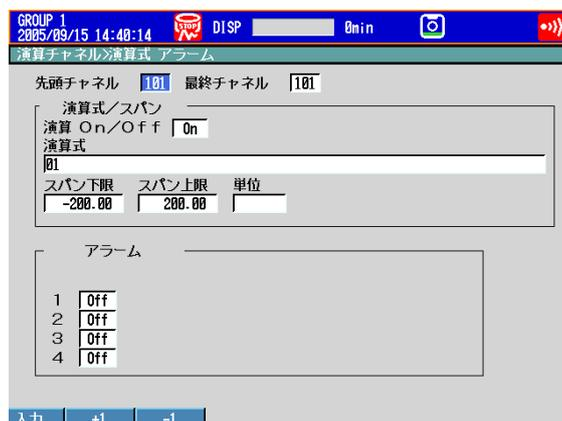 GROUP 1
2005/09/15 14:40:14 STOP DISP 0min
演算チャネル>演算式 アラーム
先頭チャネル 101 最終チャネル 101
演算式/スパン
演算 On/Off On
演算式
01
スパン下限 スパン上限 単位
-200.00 200.00
アラーム
1 Off
2 Off
3 Off
4 Off
入力 +1 -1